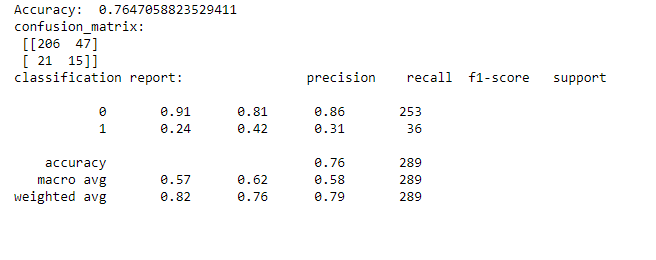 Accuracy:  0.7647058823529411
confusion_matrix:
 [[206  47]
 [ 21  15]]
classification report:                precision    recall  f1-score   support

           0       0.91      0.81      0.86       253
           1       0.24      0.42      0.31        36

    accuracy                           0.76       289
   macro avg       0.57      0.62      0.58       289
weighted avg       0.82      0.76      0.79       289